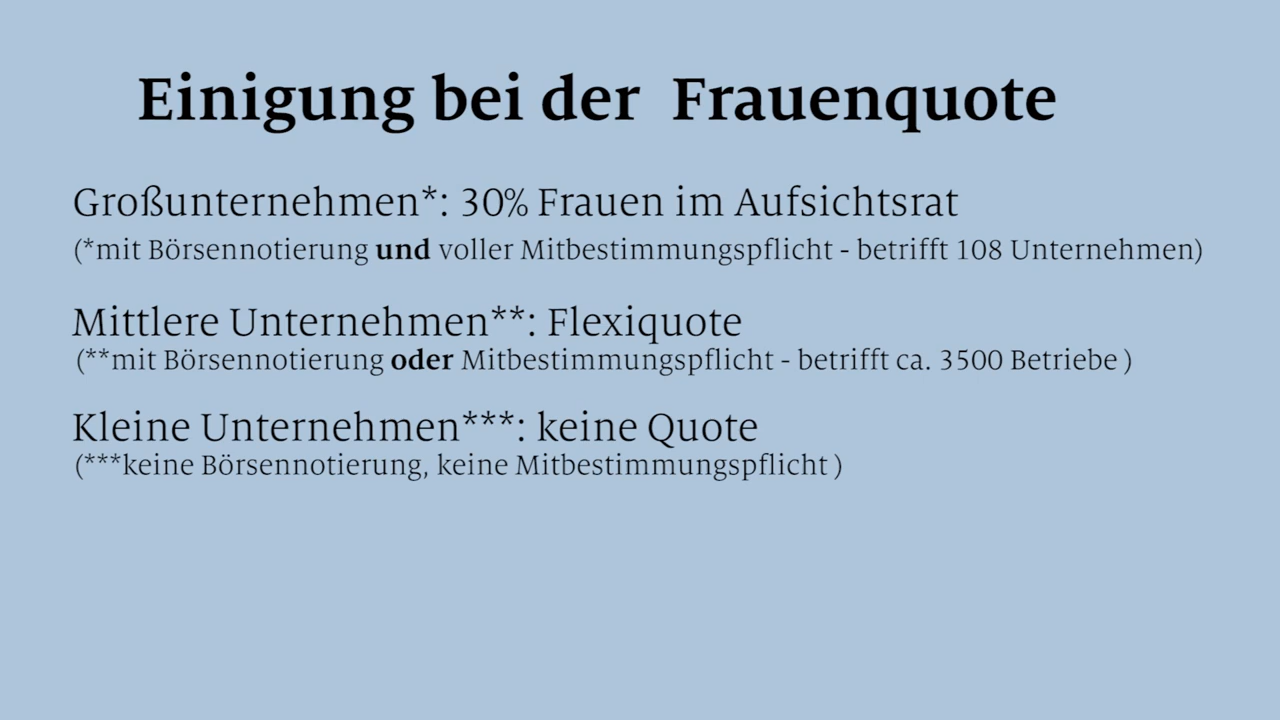 Einigung bei der Frauenquote
Großunternehmen*: 30% Frauen im Aufsichtsrat
(*mit Börsennotierung und voller Mitbestimmungspflicht - betrifft 108 Unternehmen)
Mittlere Unternehmen**: Flexiquote
(**mit Börsennotierung oder Mitbestimmungspflicht - betrifft ca. 3500 Betriebe )
Kleine Unternehmen***: keine Quote
(***keine Börsennotierung, keine Mitbestimmungspflicht )